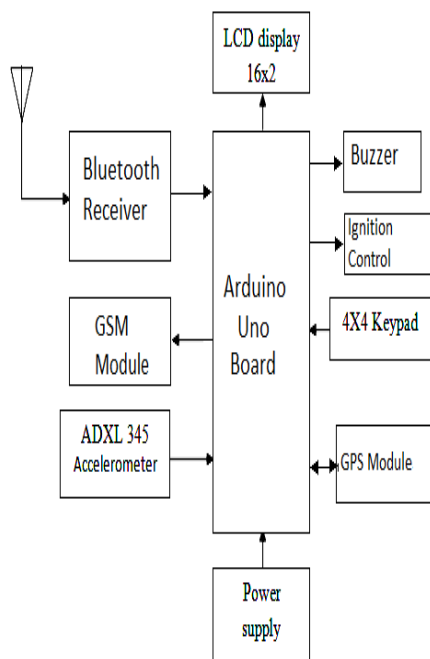 LCD display
16x2
Bluetooth
Receiver
Buzzer
Ignition
Control
Arduino
Uno
Board
GSM
Module
4X4 Keypad
ADXL 345
Accelerometer
GPS Module
Power
supply